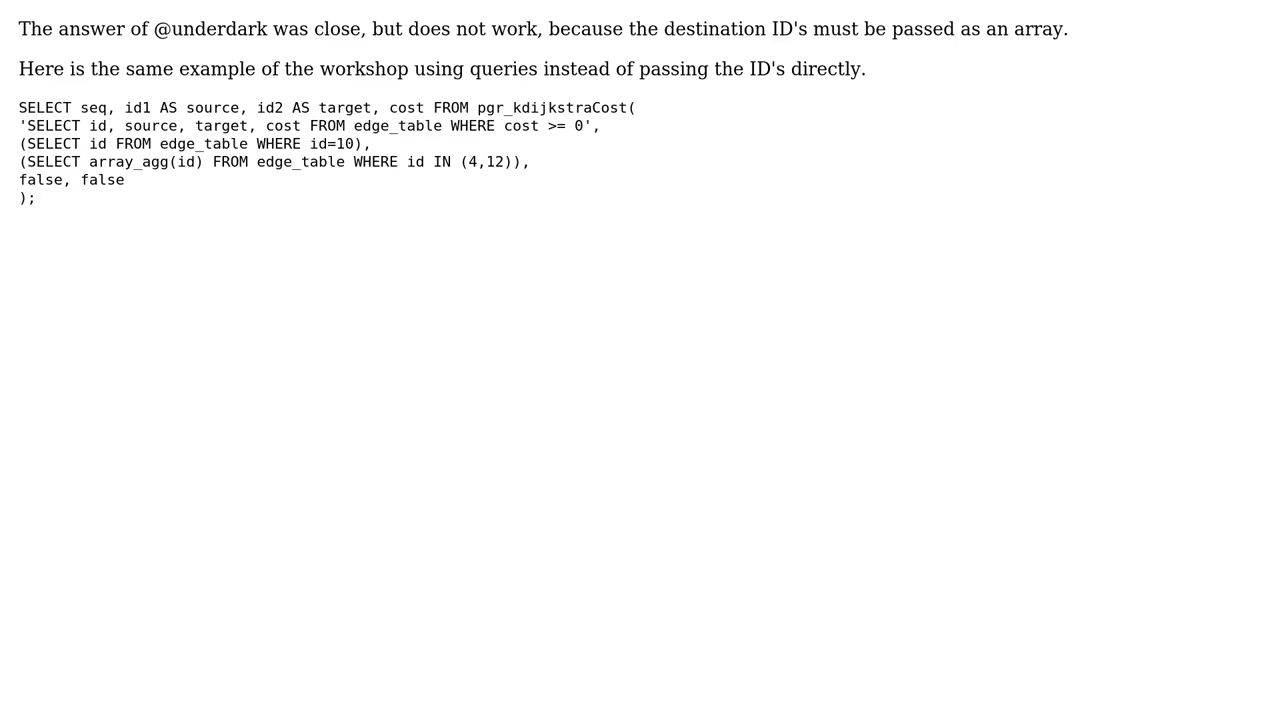 The answer of @underdark was close, but does not work, because the destination ID's must be passed as an array.
Here is the same example of the workshop using queries instead of passing the ID's directly.
SELECT seq, id1 AS source, id2 AS target, cost FROM pgr_kdijkstraCost(
'SELECT id, source, target, cost FROM edge_table WHERE cost >= 0',
(SELECT id FROM edge_table WHERE id=10),
(SELECT array_agg(id) FROM edge_table WHERE id IN (4,12)),
false, false
);